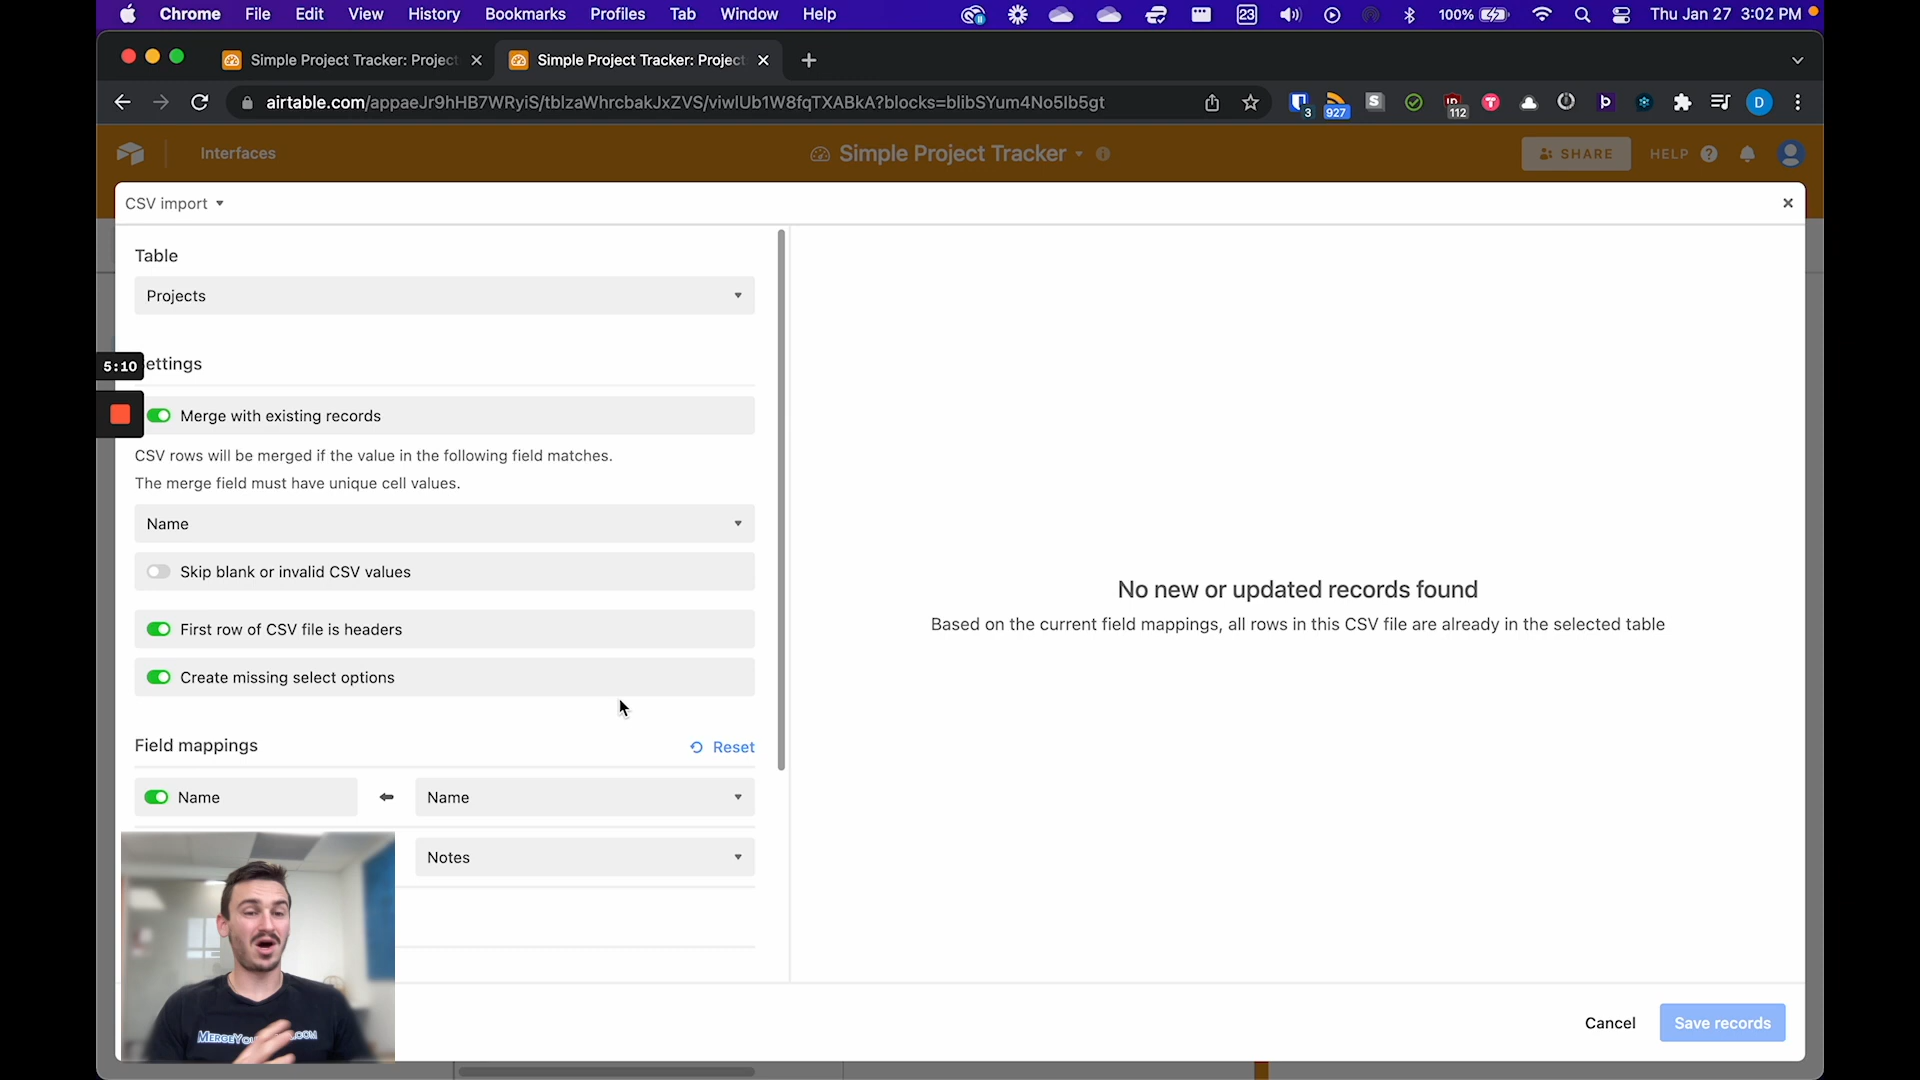 Chrome File Edit View History Bookmarks Profiles Tab Window Help
23 100% Thu Jan 27 3:02 PM
Simple Project Tracker: Project
Simple Project Tracker: Project
airtable.com/appaeJr9hHB7WRyiS/tblzaWhrcbakJxZVS/viwlUb1W8fqTXABkA?blocks=blibSYum4No5Ib5gt
3 927 S 112 T D
Interfaces
Simple Project Tracker
SHARE
HELP
CSV import
Table
Projects
5:10
ettings
Merge with existing records
CSV rows will be merged if the value in the following field matches.
The merge field must have unique cell values.
Name
Skip blank or invalid CSV values
First row of CSV file is headers
Create missing select options
Field mappings
Reset
Name
Name
Notes
No new or updated records found
Based on the current field mappings, all rows in this CSV file are already in the selected table
Cancel
Save records